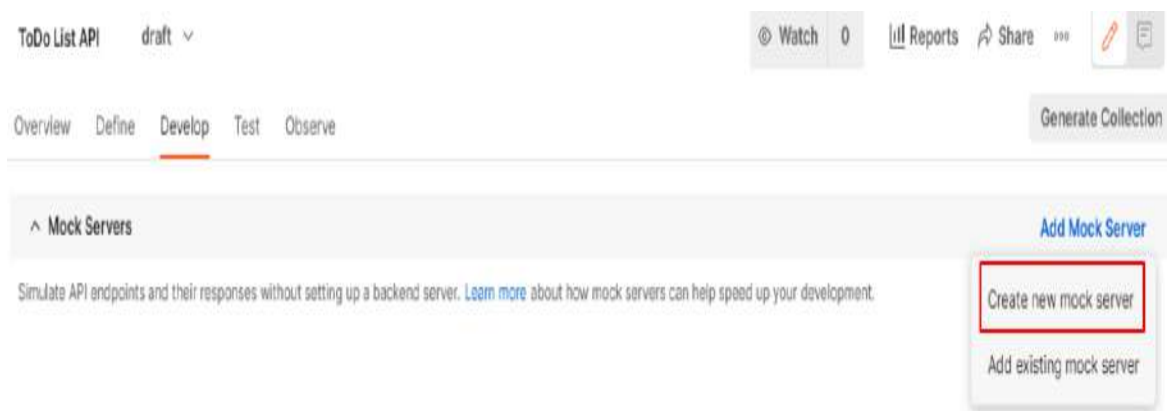 ToDo List API draft Watch 0 Reports Share
Overview Define Develop Test Observe Generate Collection
Mock Servers Add Mock Server
Simulate API endpoints and their responses without setting up a backend server. Learn more about how mock servers can help speed up your development.
Create new mock server
Add existing mock server